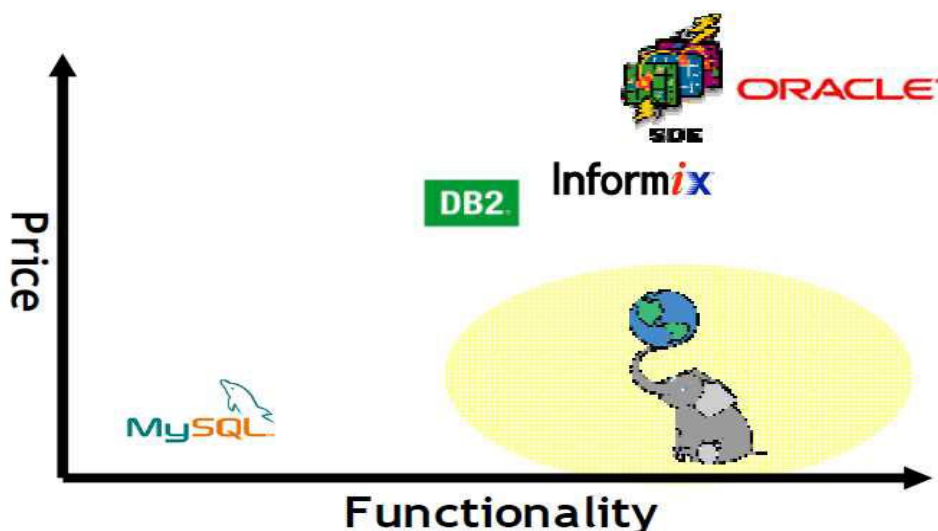 ORACLE
SDE
Informix
DB2
Price
MySQL
Functionality